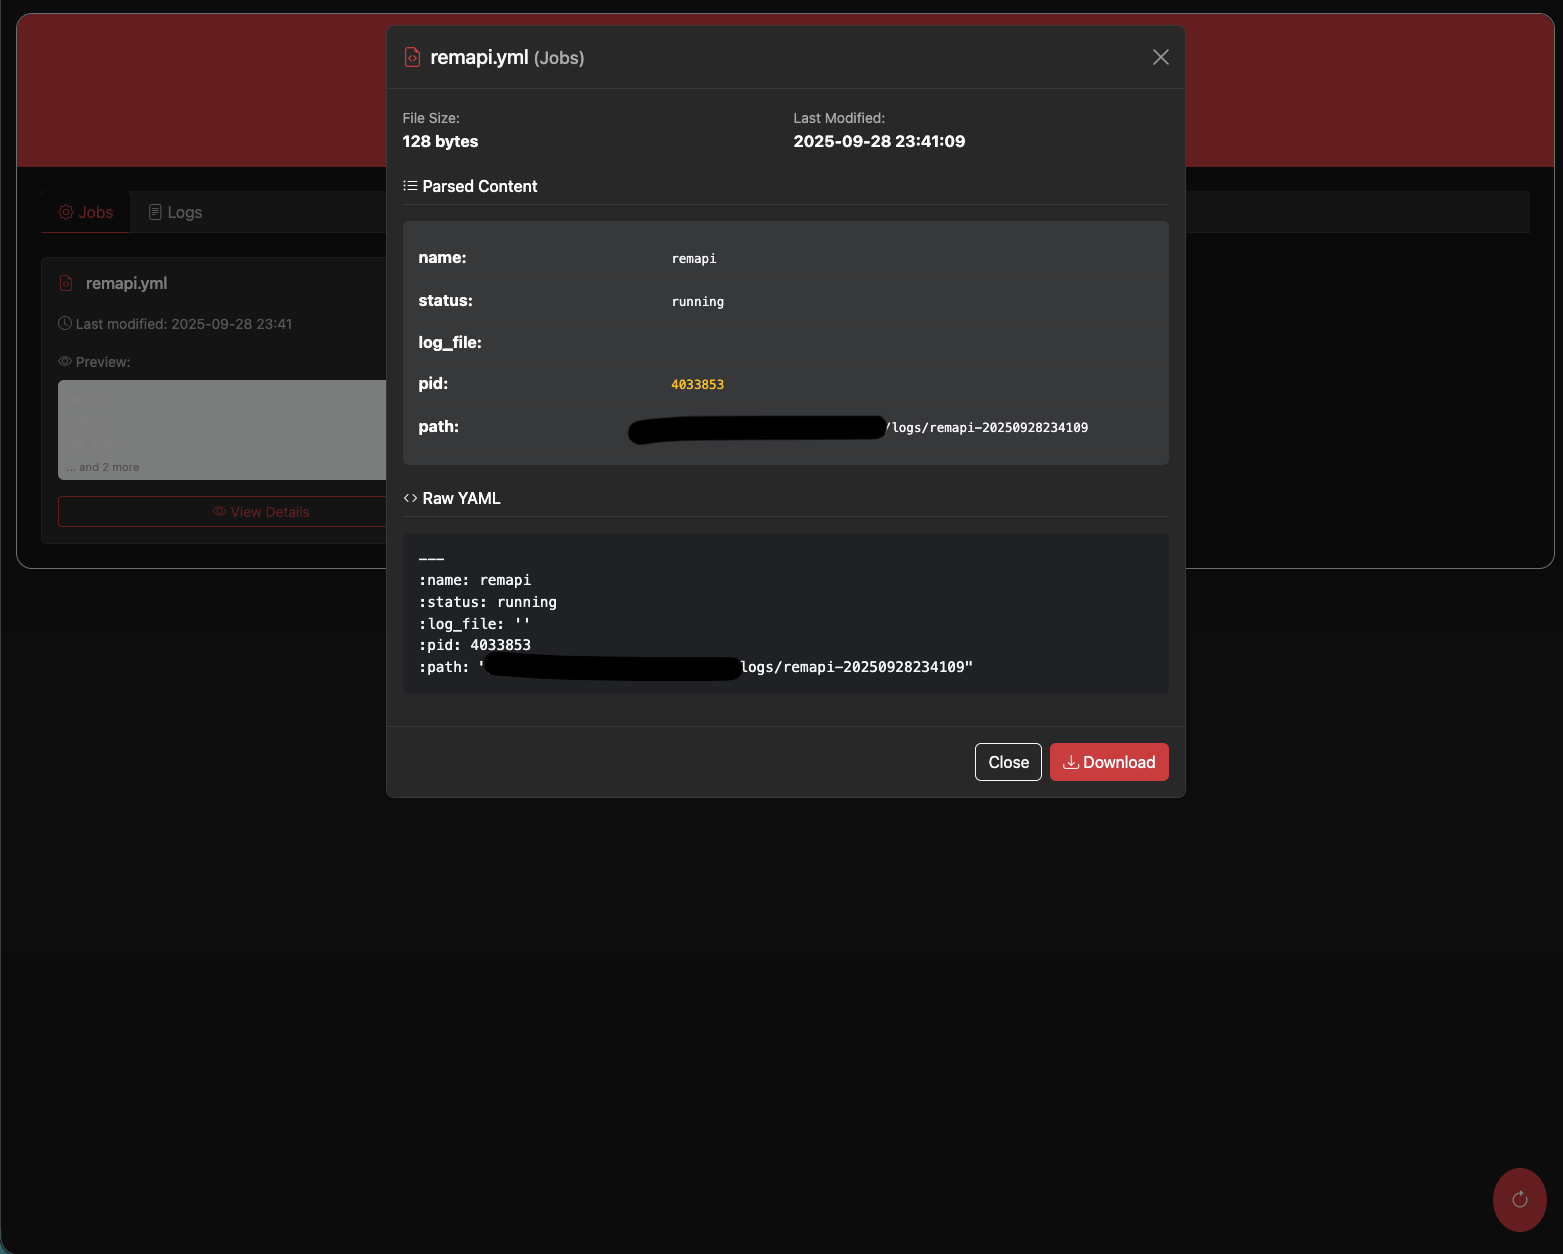 remapi.yml (Jobs)
File Size:
128 bytes
Last Modified:
2025-09-28 23:41:09
Parsed Content
name: remapi
status: running
log_file:
pid: 4033853
path: /logs/remapi-20250928234109
Raw YAML
---
:name: remapi
:status: running
:log_file: ''
:pid: 4033853
:path: "logs/remapi-20250928234109"
Close
Download
Jobs
Logs
remapi.yml
Last modified: 2025-09-28 23:41
Preview:
... and 2 more
View Details